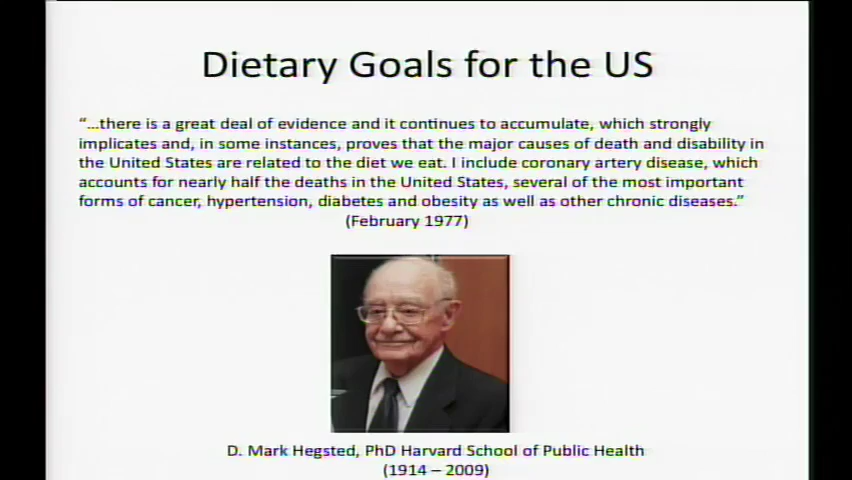 Dietary Goals for the US
“...there is a great deal of evidence and it continues to accumulate, which strongly
implicates and, in some instances, proves that the major causes of death and disability in
the United States are related to the diet we eat. I include coronary artery disease, which
accounts for nearly half the deaths in the United States, several of the most important
forms of cancer, hypertension, diabetes and obesity as well as other chronic diseases.”
(February 1977)
D. Mark Hegsted, PhD Harvard School of Public Health
(1914 – 2009)